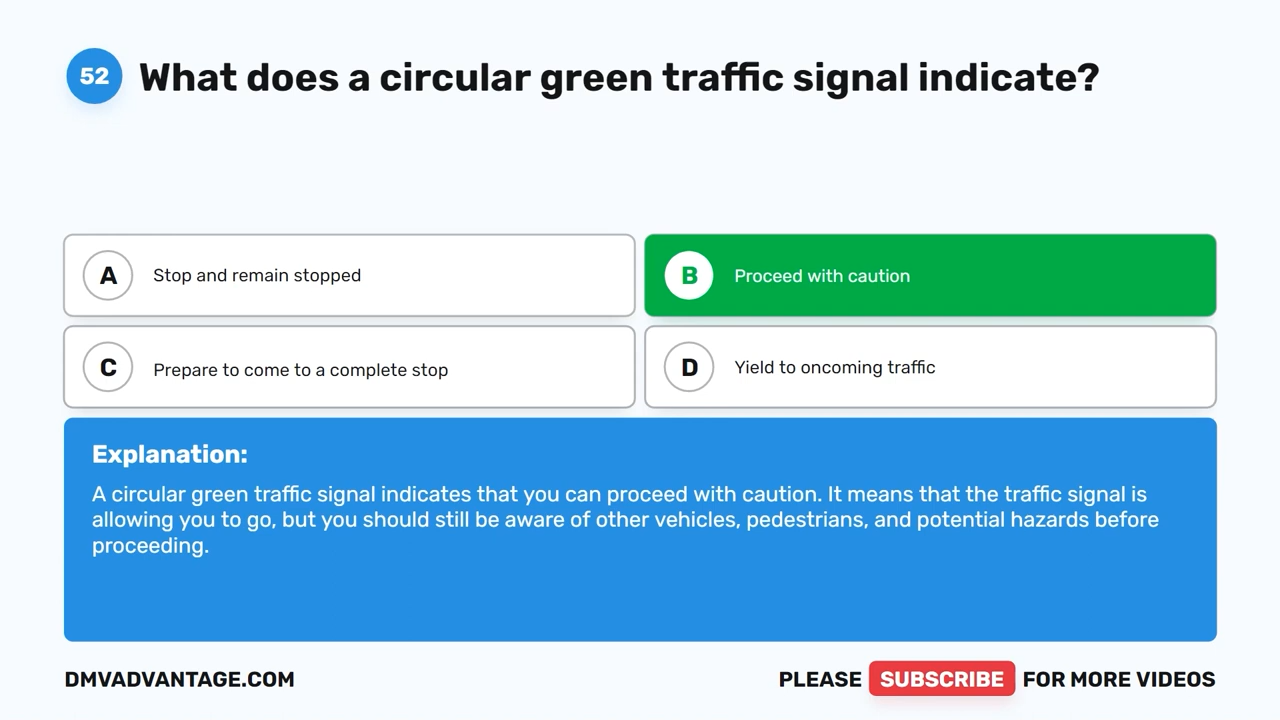 52 What does a circular green traffic signal indicate?
A Stop and remain stopped
B Proceed with caution
C Prepare to come to a complete stop
D Yield to oncoming traffic
Explanation:
A circular green traffic signal indicates that you can proceed with caution. It means that the traffic signal is
allowing you to go, but you should still be aware of other vehicles, pedestrians, and potential hazards before
proceeding.
DMVADVANTAGE.COM
PLEASE SUBSCRIBE FOR MORE VIDEOS